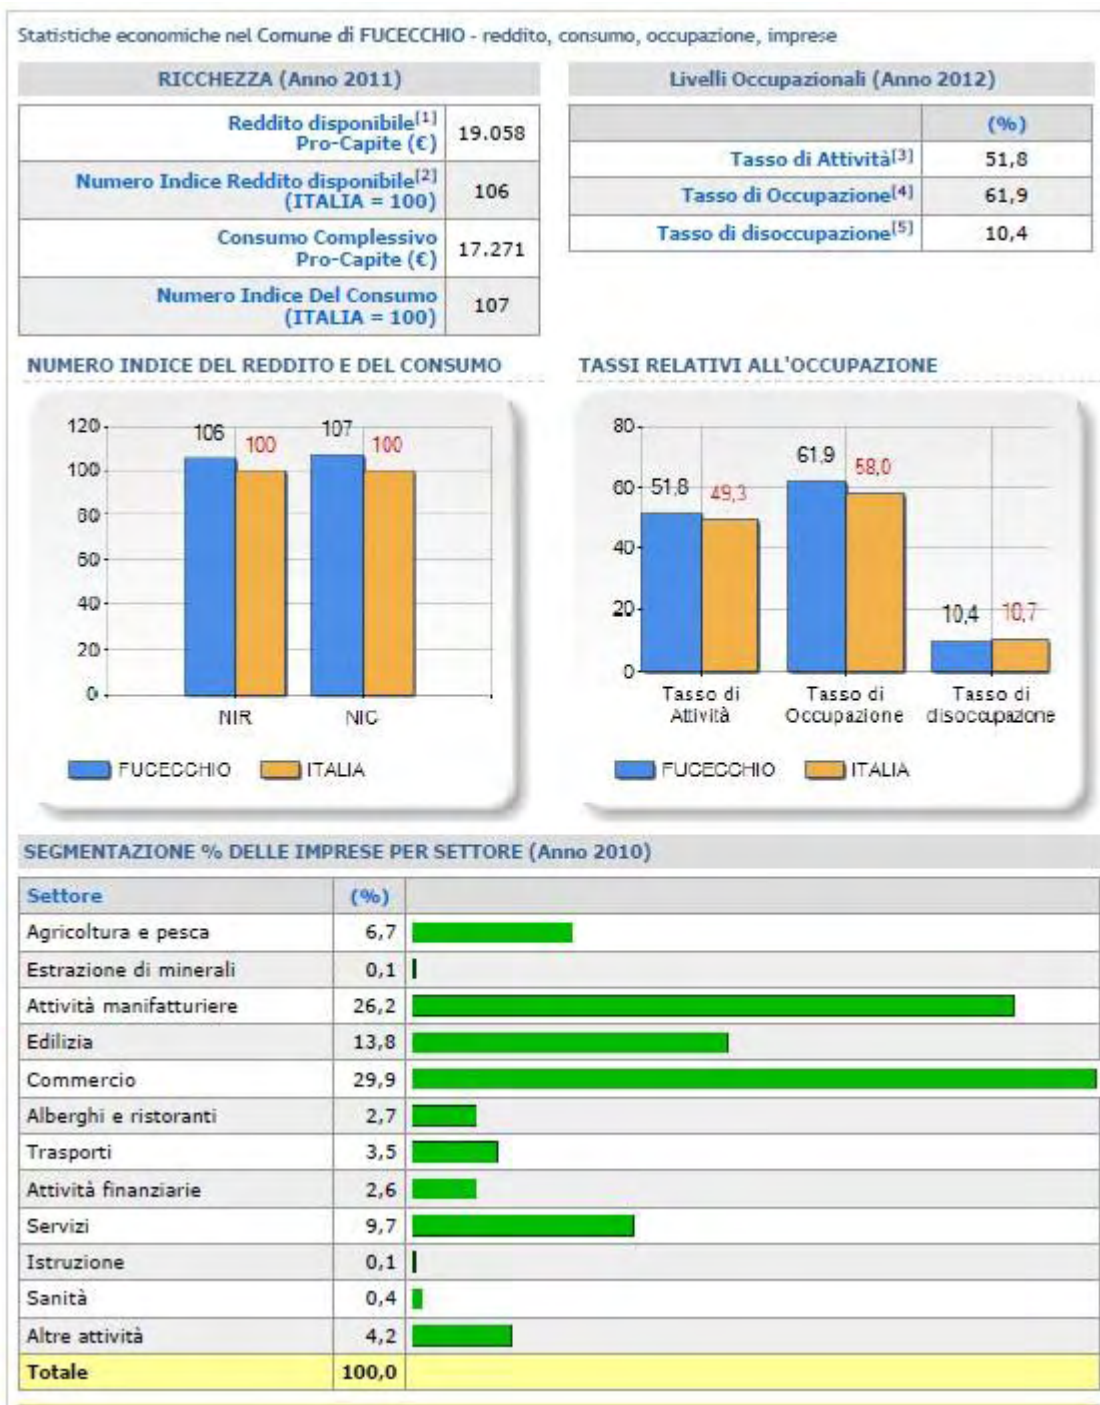 Statistiche economiche nel Comune di FUCECCHIO - reddito, consumo, occupazione, imprese
RICCHEZZA (Anno 2011)
Reddito disponibile[1]
Pro-Capite (€) 19.058
Numero Indice Reddito disponibile[2]
(ITALIA = 100) 106
Consumo Complessivo
Pro-Capite (€) 17.271
Numero Indice Del Consumo
(ITALIA = 100) 107
Livelli Occupazionali (Anno 2012)
(%)
Tasso di Attività[3] 51,8
Tasso di Occupazione[4] 61,9
Tasso di disoccupazione[5] 10,4
NUMERO INDICE DEL REDDITO E DEL CONSUMO
120
100
80
60
40
20
0
106 100 107 100
NIR NIC
FUCECCHIO ITALIA
TASSI RELATIVI ALL'OCCUPAZIONE
80
60
40
20
0
51,8 49,3 61,9 58,0 10,4 10,7
Tasso di Tasso di Tasso di
Attività Occupazione disoccupazione
FUCECCHIO ITALIA
SEGMENTAZIONE % DELLE IMPRESE PER SETTORE (Anno 2010)
Settore (%)
Agricoltura e pesca 6,7
Estrazione di minerali 0,1
Attività manifatturiere 26,2
Edilizia 13,8
Commercio 29,9
Alberghi e ristoranti 2,7
Trasporti 3,5
Attività finanziarie 2,6
Servizi 9,7
Istruzione 0,1
Sanità 0,4
Altre attività 4,2
Totale 100,0